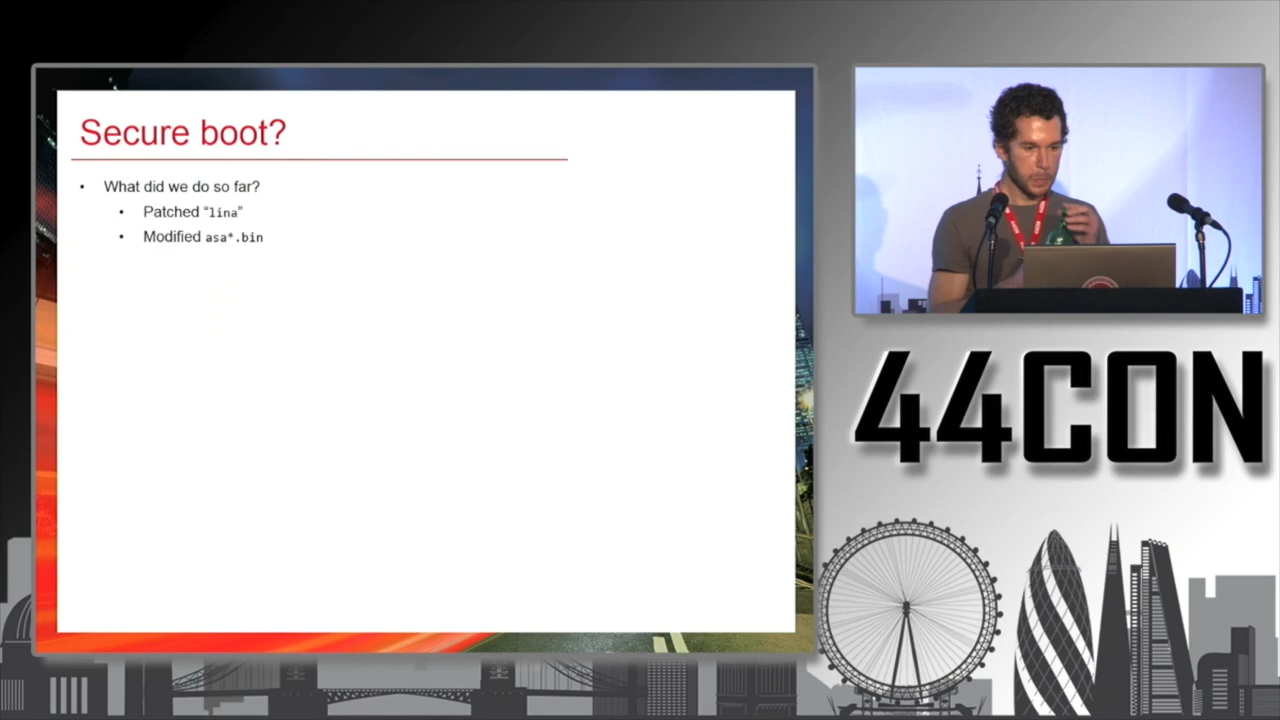 Secure boot?
• What did we do so far?
• Patched “lina”
• Modified asa*.bin
44CON